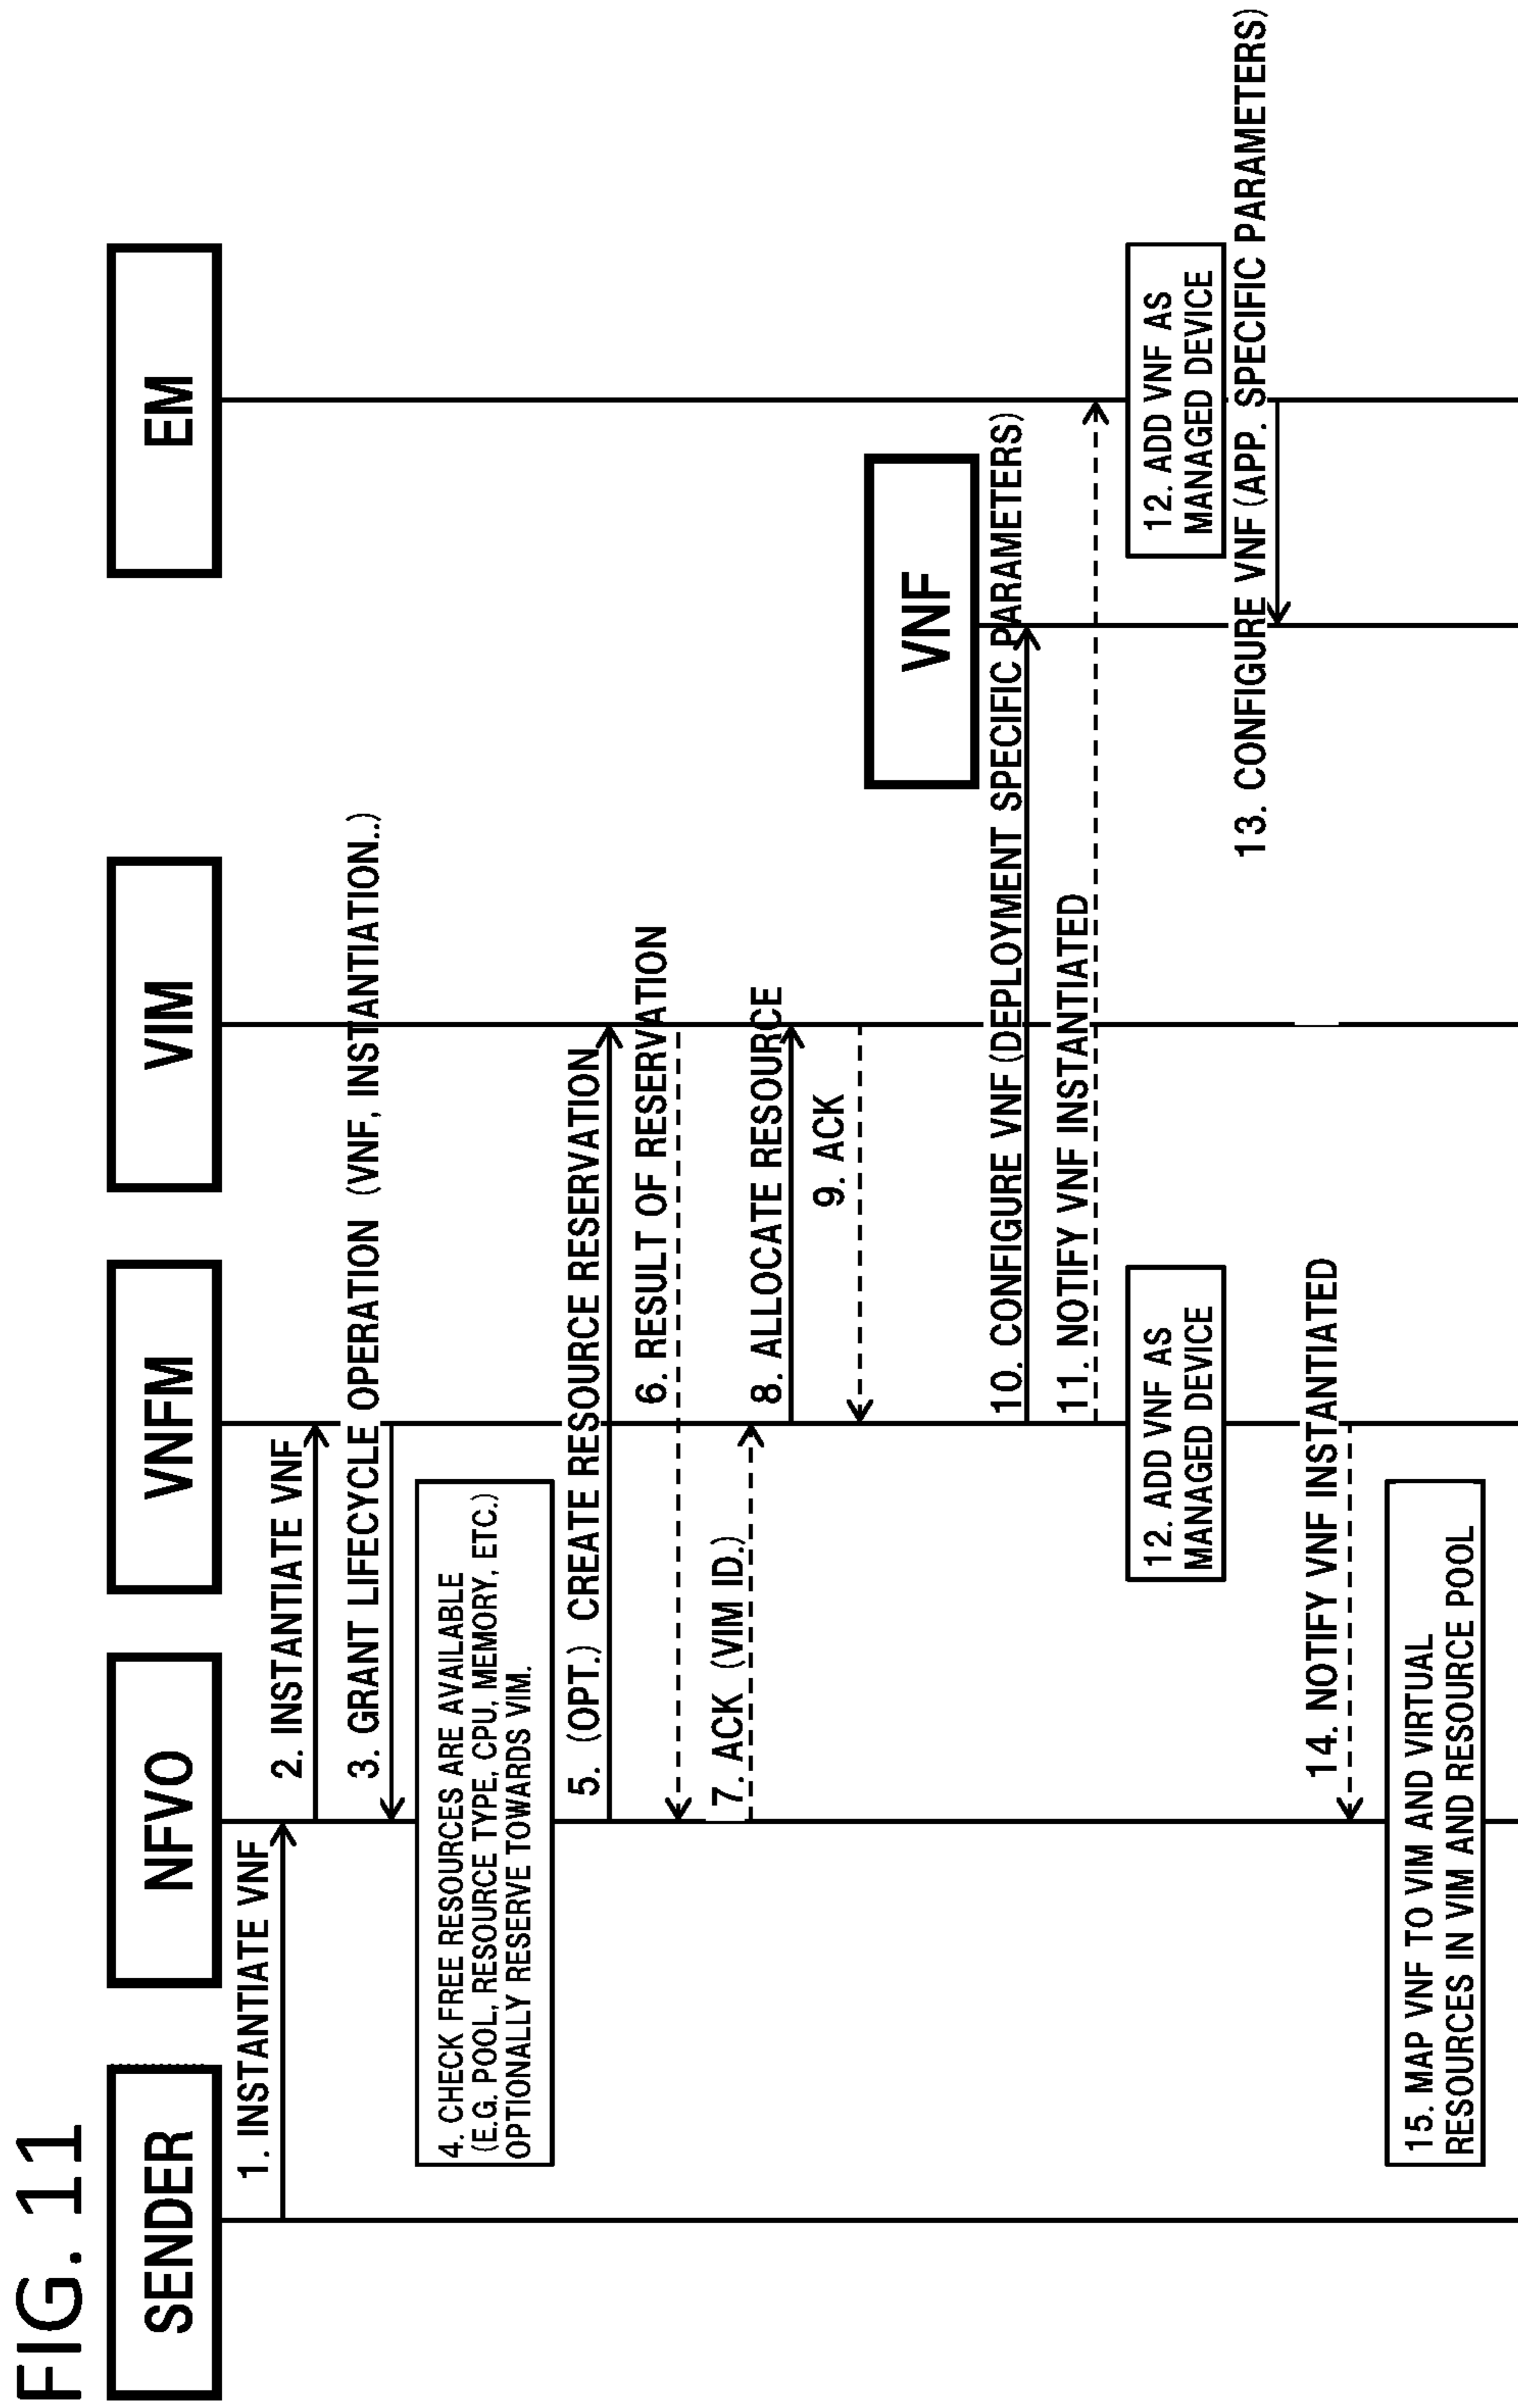 FIG. 11
SENDER
NFVO
VNFM
VIM
EM
1. INSTANTIATE VNF
2. INSTANTIATE VNF
3. GRANT LIFECYCLE OPERATION (VNF, INSTANTIATION..)
4. CHECK FREE RESOURCES ARE AVAILABLE
(E.G. POOL, RESOURCE TYPE, CPU, MEMORY, ETC.)
OPTIONALLY RESERVE TOWARDS VIM.
5. (OPT.) CREATE RESOURCE RESERVATION
6. RESULT OF RESERVATION
7. ACK (VIM ID.)
8. ALLOCATE RESOURCE
9. ACK
VNF
10. CONFIGURE VNF (DEPLOYMENT SPECIFIC PARAMETERS)
11. NOTIFY VNF INSTANTIATED
12. ADD VNF AS
MANAGED DEVICE
12. ADD VNF AS
MANAGED DEVICE
13. CONFIGURE VNF (APP. SPECIFIC PARAMETERS)
14. NOTIFY VNF INSTANTIATED
15. MAP VNF TO VIM AND VIRTUAL
RESOURCES IN VIM AND RESOURCE POOL